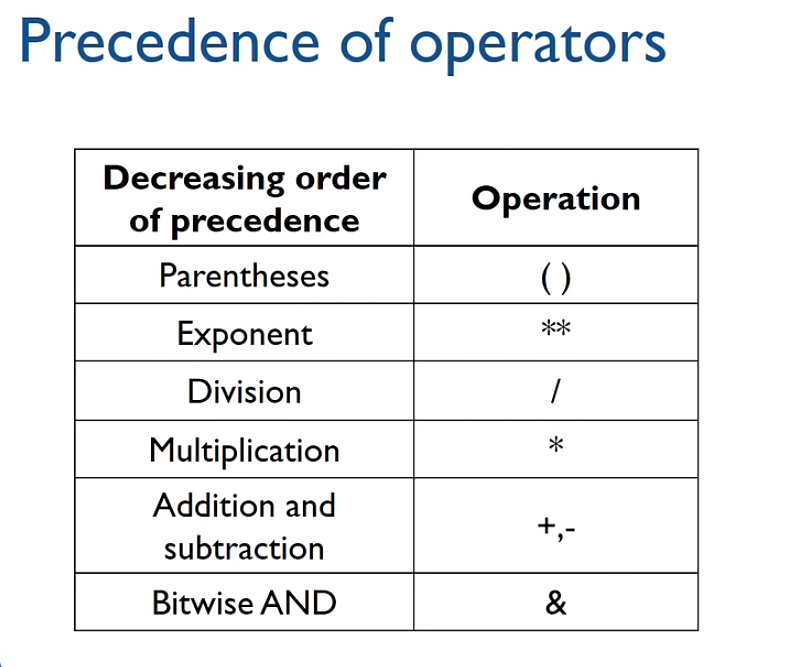 Precedence of operators
Decreasing order
of precedence
Operation
Parentheses
( )
Exponent
**
Division
/
Multiplication
*
Addition and
subtraction
+,-
Bitwise AND
&